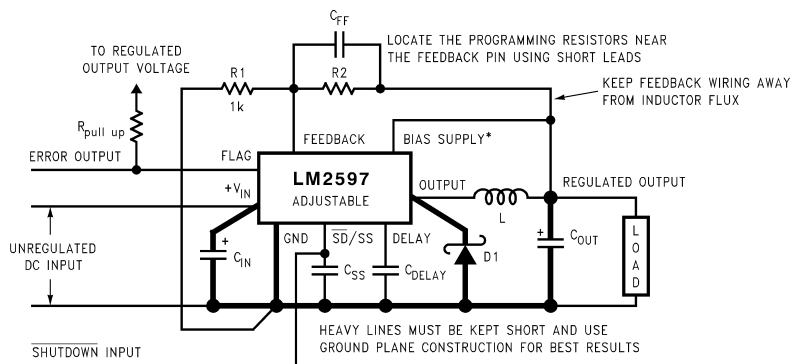 C_FF
LOCATE THE PROGRAMMING RESISTORS NEAR
THE FEEDBACK PIN USING SHORT LEADS
TO REGULATED
OUTPUT VOLTAGE
R1
R2
1k
KEEP FEEDBACK WIRING AWAY
FROM INDUCTOR FLUX
R_pull up
FEEDBACK
BIAS SUPPLY*
ERROR OUTPUT
FLAG
LM2597
ADJUSTABLE
+V_IN
OUTPUT
REGULATED OUTPUT
L
UNREGULATED
DC INPUT
+
C_IN
GND
S̅D̅/SS
DELAY
C_SS
C_DELAY
D1
+
C_OUT
LOAD
HEAVY LINES MUST BE KEPT SHORT AND USE
GROUND PLANE CONSTRUCTION FOR BEST RESULTS
S̅H̅U̅T̅D̅O̅W̅N̅ INPUT